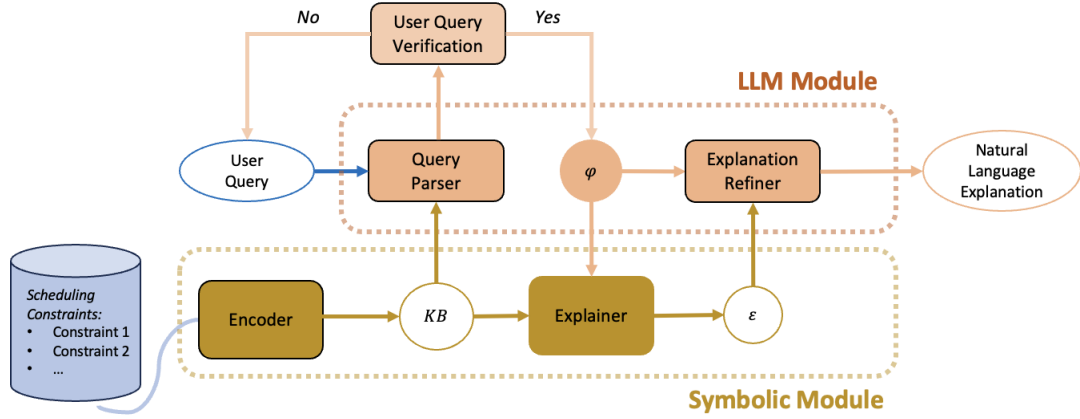 No
User Query
Verification
Yes
LLM Module
User
Query
Query
Parser
φ
Explanation
Refiner
Natural
Language
Explanation
Scheduling
Constraints:
• Constraint 1
• Constraint 2
• ...
Encoder
KB
Explainer
ε
Symbolic Module